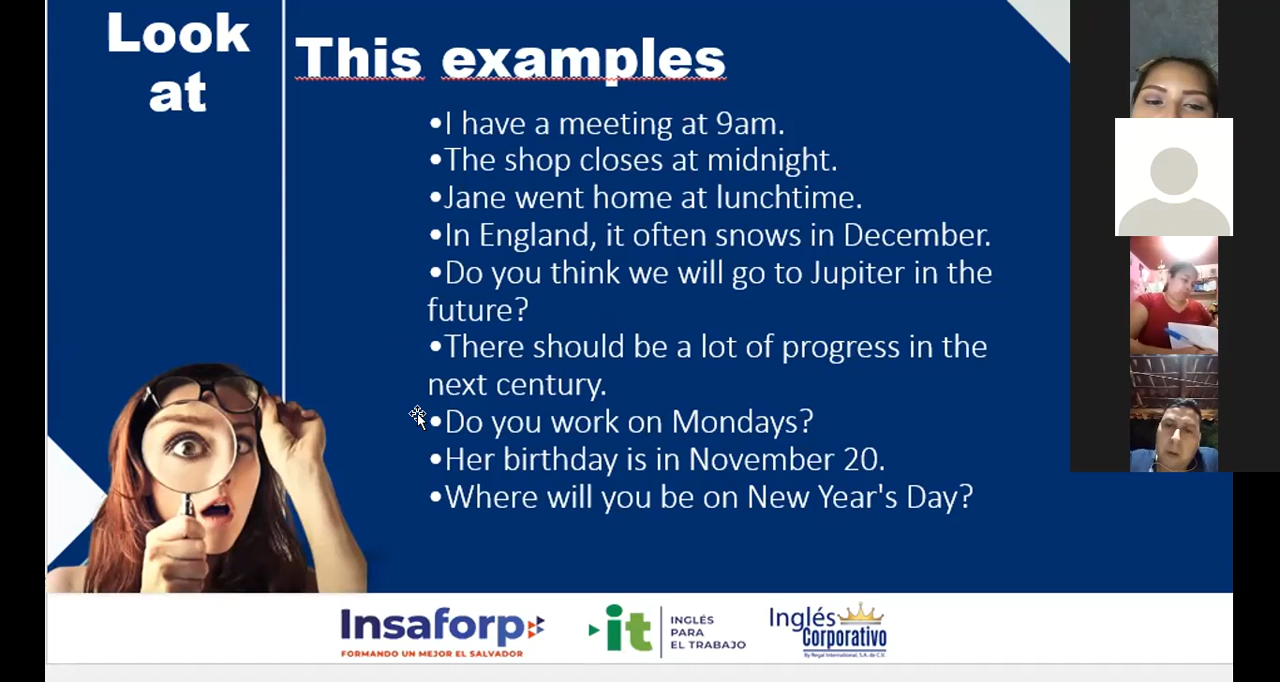 Look
at
This examples
•I have a meeting at 9am.
•The shop closes at midnight.
•Jane went home at lunchtime.
•In England, it often snows in December.
•Do you think we will go to Jupiter in the
future?
•There should be a lot of progress in the
next century.
•Do you work on Mondays?
•Her birthday is in November 20.
•Where will you be on New Year's Day?
Insaforp
FORMANDO UN MEJOR EL SALVADOR
it
INGLÉS
PARA
EL TRABAJO
Inglés
Corporativo
By Regal International, S.A. de C.V.